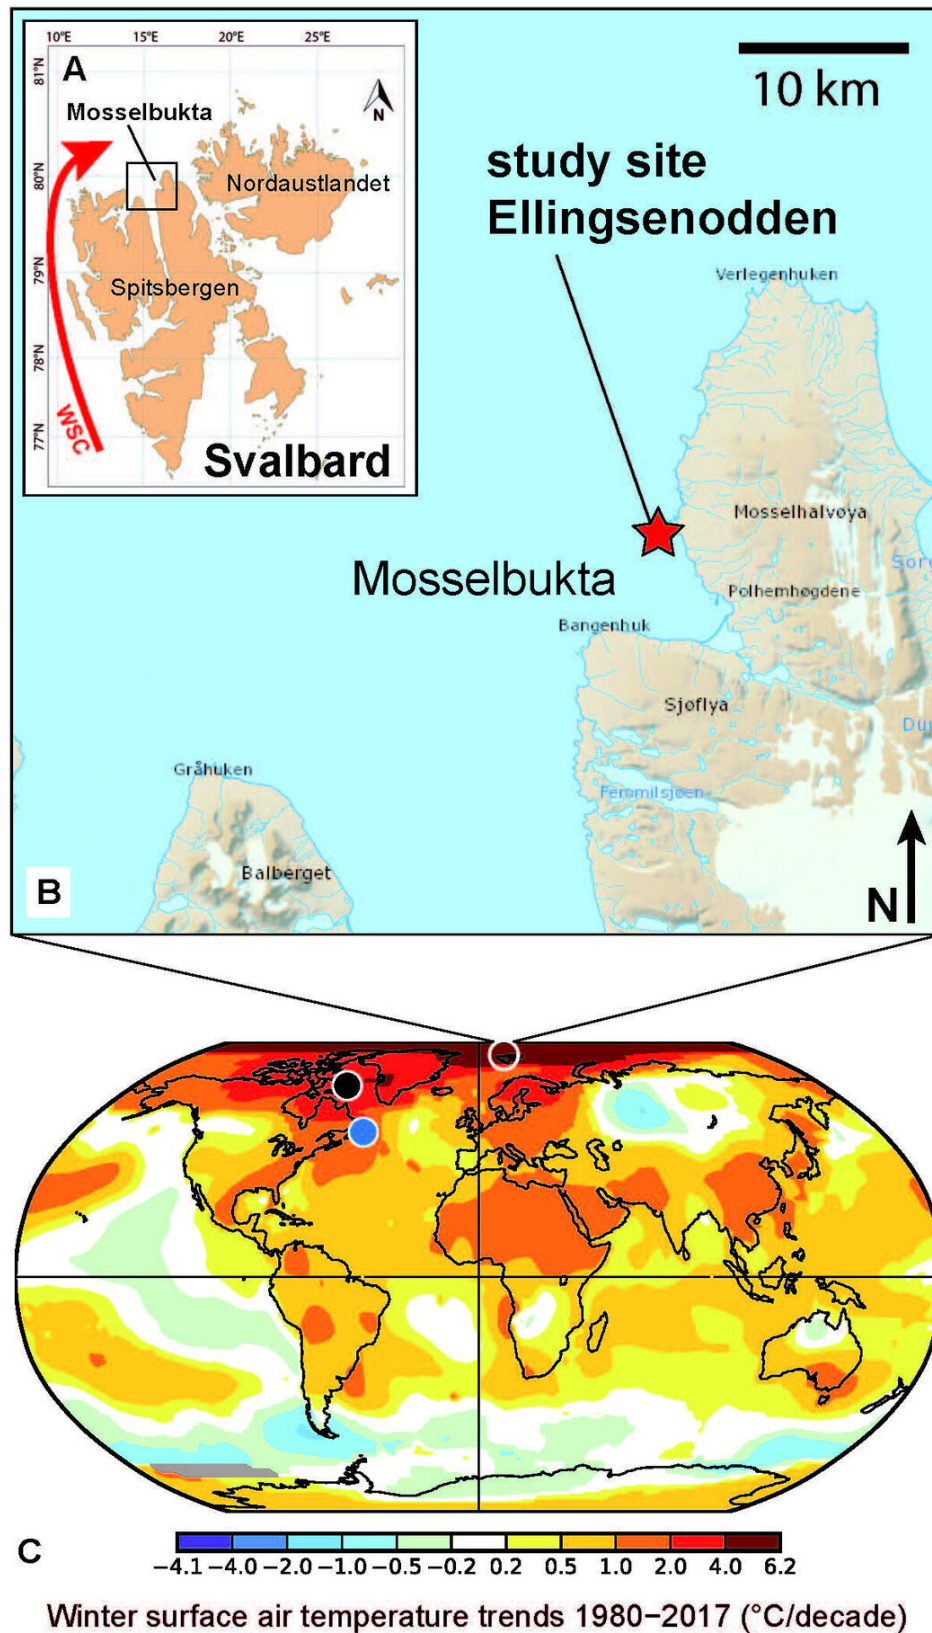 10°E 15°E 20°E 25°E
81°N
80°N
79°N
78°N
77°N
A
N
Mosselbukta
Nordaustlandet
Spitsbergen
WSC
Svalbard
10 km
study site
Ellingsenodden
Verlegenhuken
Mosselhalvøya
Sorg
Mosselbukta
Polhemhøgdene
Bangenhuk
Sjøflya
Du
Gråhuken
Femmilsjøen
Balberget
B
N
C
−4.1 −4.0 −2.0 −1.0 −0.5 −0.2 0.2 0.5 1.0 2.0 4.0 6.2
Winter surface air temperature trends 1980−2017 (°C/decade)